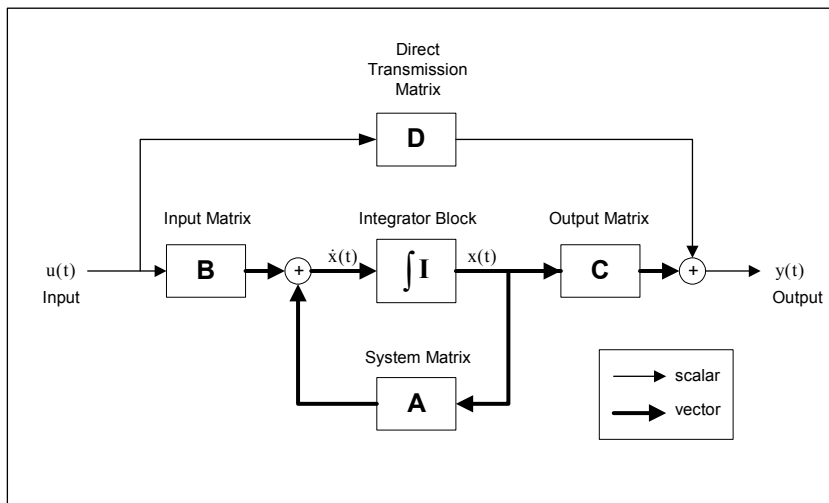 Direct
Transmission
Matrix
D
Input Matrix
Integrator Block
Output Matrix
u(t)
Input
B
+
ẋ(t)
∫I
x(t)
C
+
y(t)
Output
System Matrix
A
scalar
vector